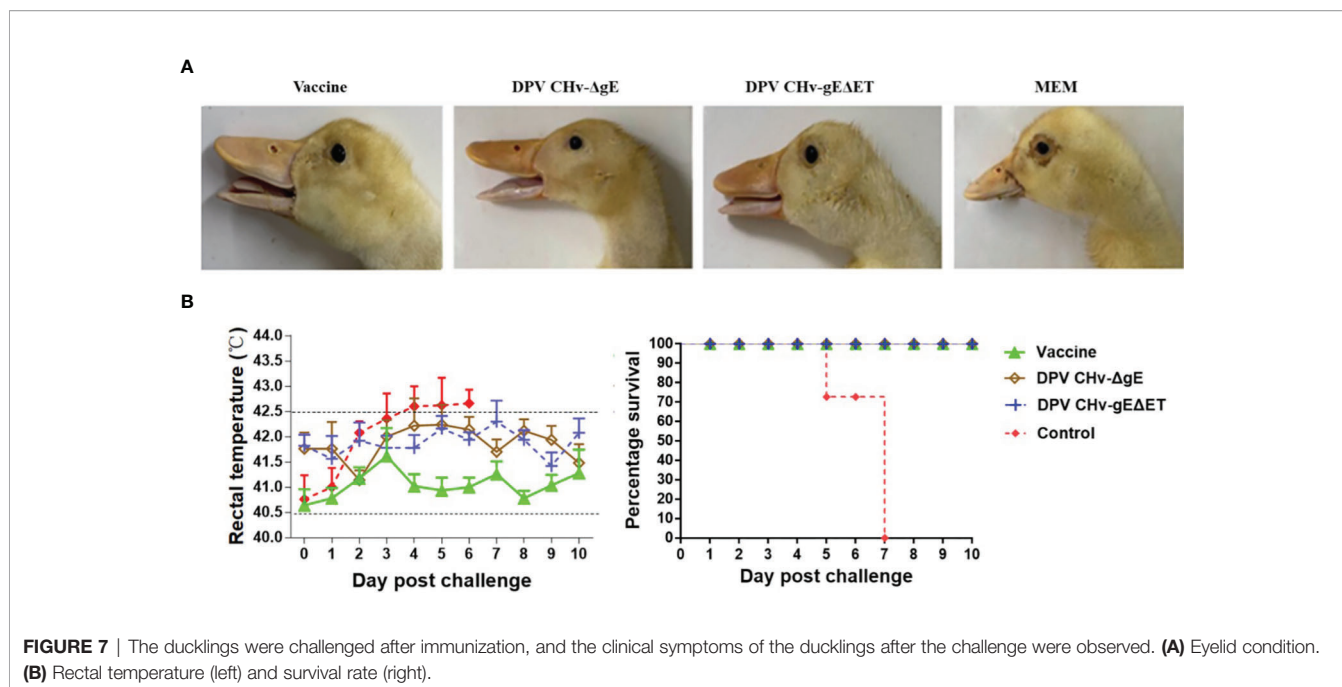 A
Vaccine
DPV CHv-ΔgE
DPV CHv-gEΔET
MEM
B
Rectal temperature (℃)
44.0
43.5
43.0
42.5
42.0
41.5
41.0
40.5
40.0
0 1 2 3 4 5 6 7 8 9 10
Day post challenge
Percentage survival
100
90
80
70
60
50
40
30
20
10
0
0 1 2 3 4 5 6 7 8 9 10
Day post challenge
Vaccine
DPV CHv-ΔgE
DPV CHv-gEΔET
Control
FIGURE 7 | The ducklings were challenged after immunization, and the clinical symptoms of the ducklings after the challenge were observed. (A) Eyelid condition.
(B) Rectal temperature (left) and survival rate (right).